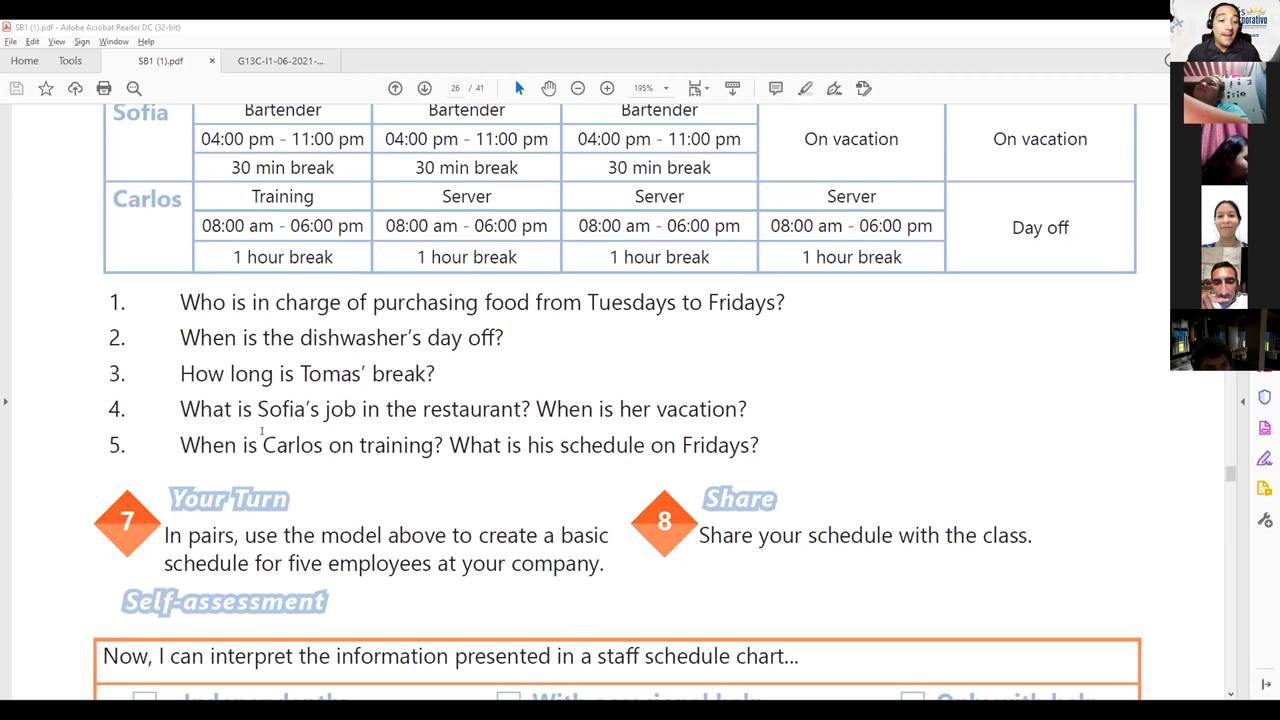 SB1 (1).pdf - Adobe Acrobat Reader DC (32-bit)
File Edit View Sign Window Help
Home Tools SB1 (1).pdf × G13C-I1-06-2021-...
26 / 41 195%
Sofia Bartender Bartender Bartender On vacation On vacation
04:00 pm - 11:00 pm 04:00 pm - 11:00 pm 04:00 pm - 11:00 pm
30 min break 30 min break 30 min break
Carlos Training Server Server Server Day off
08:00 am - 06:00 pm 08:00 am - 06:00 pm 08:00 am - 06:00 pm 08:00 am - 06:00 pm
1 hour break 1 hour break 1 hour break 1 hour break
1. Who is in charge of purchasing food from Tuesdays to Fridays?
2. When is the dishwasher's day off?
3. How long is Tomas' break?
4. What is Sofia's job in the restaurant? When is her vacation?
5. When is Carlos on training? What is his schedule on Fridays?
7 Your Turn
In pairs, use the model above to create a basic
schedule for five employees at your company.
8 Share
Share your schedule with the class.
Self-assessment
Now, I can interpret the information presented in a staff schedule chart...
Independently With occasional help Only with help